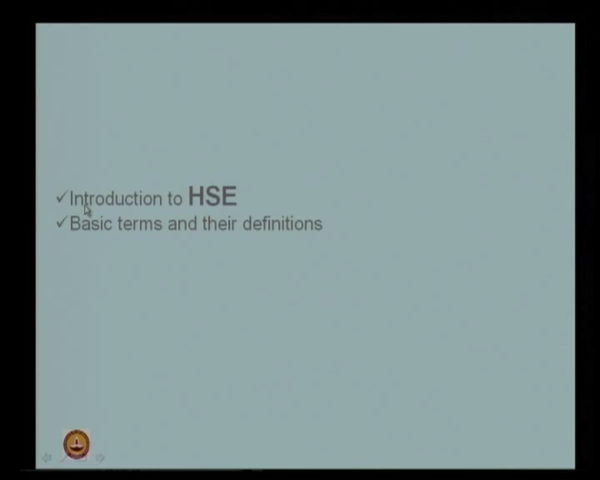 ✓Introduction to HSE
✓Basic terms and their definitions